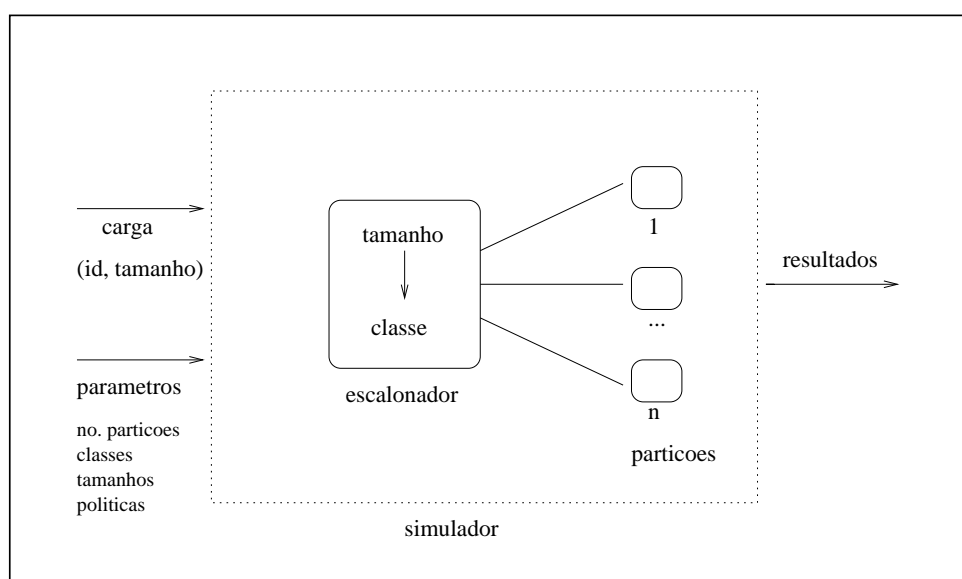 carga
(id, tamanho)
parametros
no. particoes
classes
tamanhos
politicas
tamanho
classe
escalonador
1
...
n
particoes
simulador
resultados